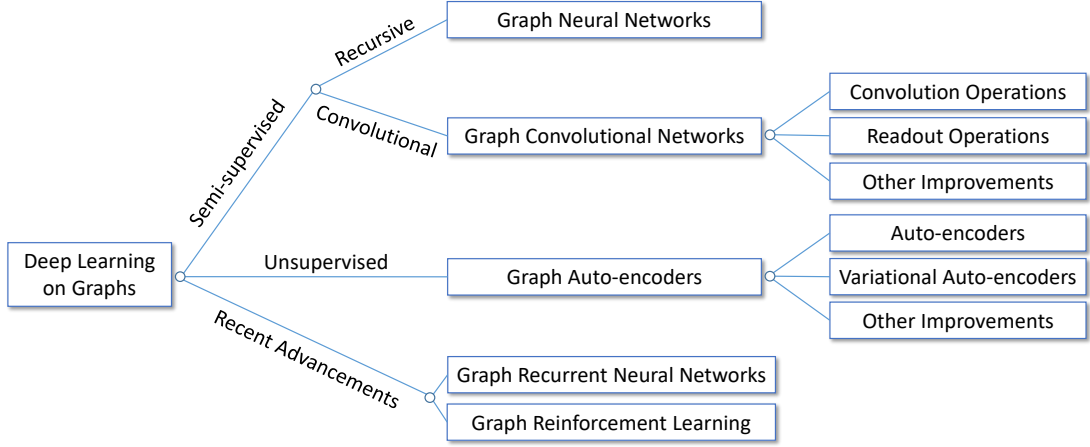 Deep Learning
on Graphs
Semi-supervised
Recursive
Graph Neural Networks
Convolutional
Graph Convolutional Networks
Convolution Operations
Readout Operations
Other Improvements
Unsupervised
Graph Auto-encoders
Auto-encoders
Variational Auto-encoders
Other Improvements
Recent Advancements
Graph Recurrent Neural Networks
Graph Reinforcement Learning